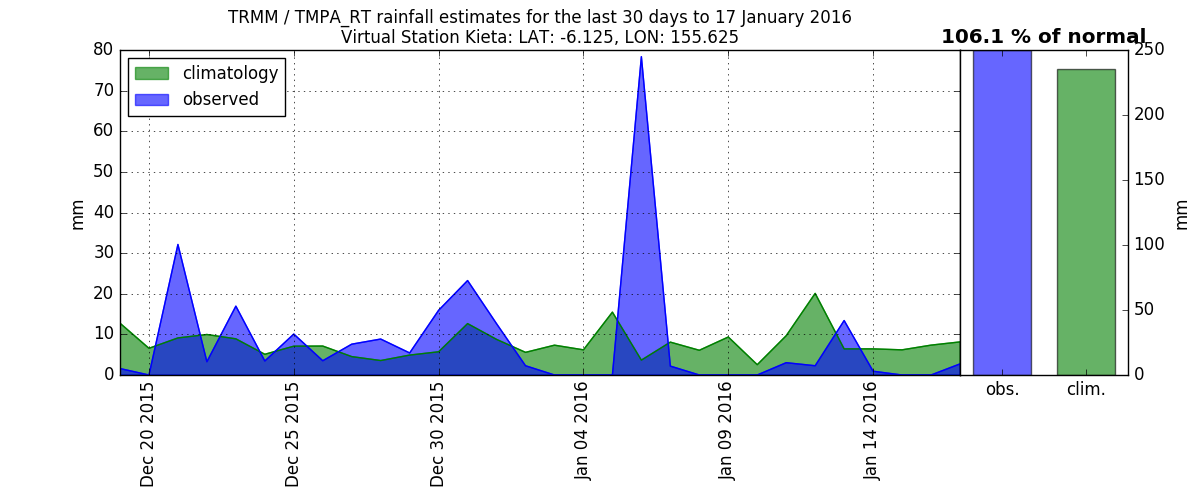 TRMM / TMPA_RT rainfall estimates for the last 30 days to 17 January 2016
Virtual Station Kieta: LAT: -6.125, LON: 155.625
106.1 % of normal
climatology
observed
mm
80
70
60
50
40
30
20
10
0
Dec 20 2015
Dec 25 2015
Dec 30 2015
Jan 04 2016
Jan 09 2016
Jan 14 2016
obs.
clim.
250
200
150
100
50
0
mm